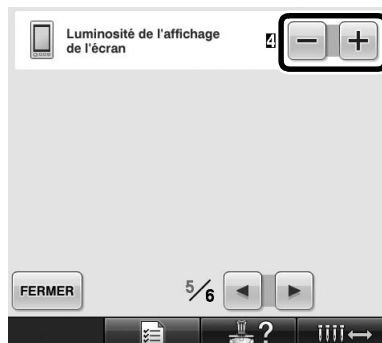 Luminosité de l'affichage
de l'écran
4
− +
FERMER
5/6
?